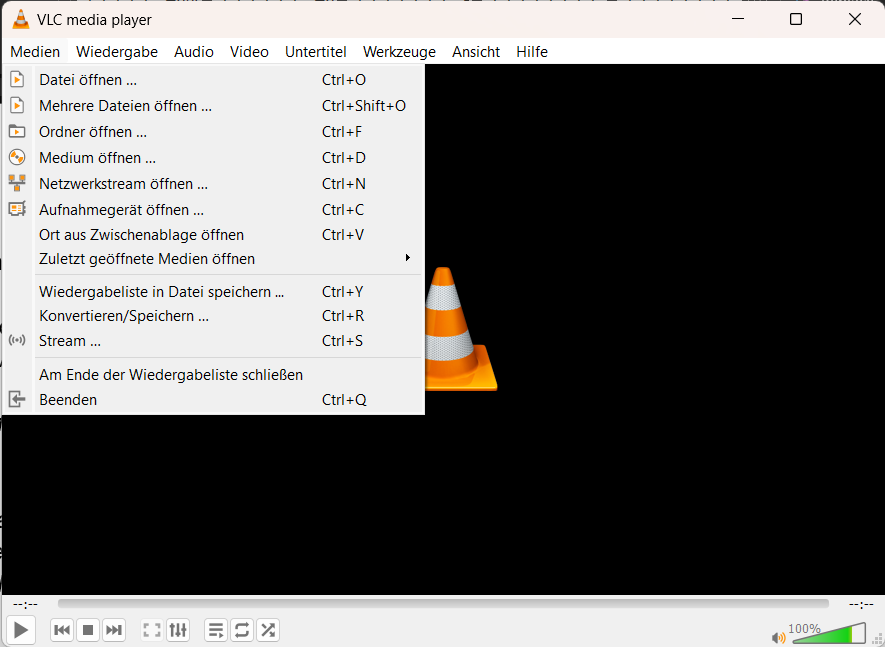 VLC media player
Medien Wiedergabe Audio Video Untertitel Werkzeuge Ansicht Hilfe
Datei öffnen ... Ctrl+O
Mehrere Dateien öffnen ... Ctrl+Shift+O
Ordner öffnen ... Ctrl+F
Medium öffnen ... Ctrl+D
Netzwerkstream öffnen ... Ctrl+N
Aufnahmegerät öffnen ... Ctrl+C
Ort aus Zwischenablage öffnen Ctrl+V
Zuletzt geöffnete Medien öffnen
Wiedergabeliste in Datei speichern ... Ctrl+Y
Konvertieren/Speichern ... Ctrl+R
Stream ... Ctrl+S
Am Ende der Wiedergabeliste schließen
Beenden Ctrl+Q
--:-- --:--
100%